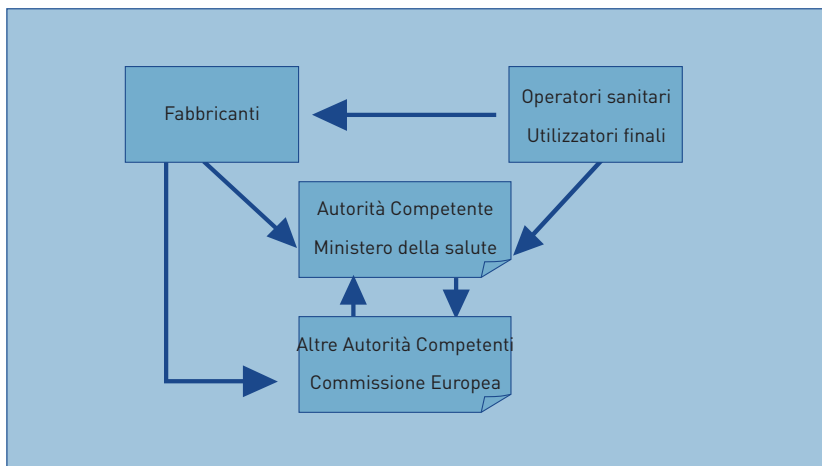 Fabbricanti
Operatori sanitari
Utilizzatori finali
Autorità Competente
Ministero della salute
Altre Autorità Competenti
Commissione Europea